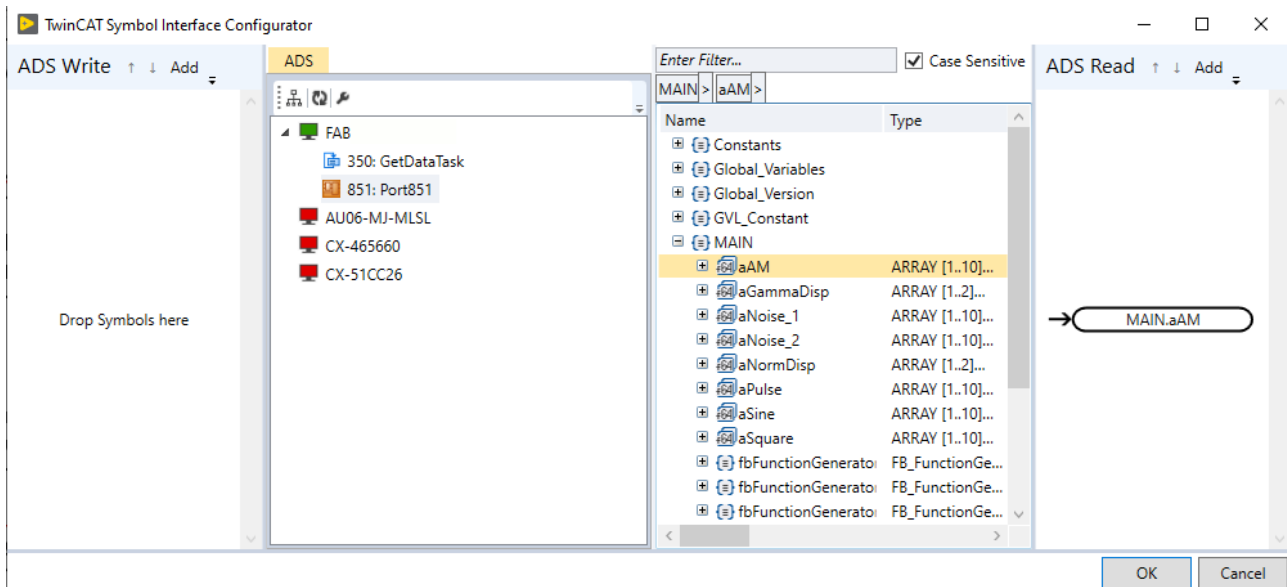 TwinCAT Symbol Interface Configurator
ADS Write Add
Drop Symbols here
ADS
FAB
350: GetDataTask
851: Port851
AU06-MJ-MLSL
CX-465660
CX-51CC26
Enter Filter...
Case Sensitive
MAIN > aAM >
Name Type
Constants
Global_Variables
Global_Version
GVL_Constant
MAIN
aAM ARRAY [1..10]...
aGammaDisp ARRAY [1..2]...
aNoise_1 ARRAY [1..10]...
aNoise_2 ARRAY [1..10]...
aNormDisp ARRAY [1..2]...
aPulse ARRAY [1..10]...
aSine ARRAY [1..10]...
aSquare ARRAY [1..10]...
fbFunctionGenerator FB_FunctionGe...
fbFunctionGenerator FB_FunctionGe...
fbFunctionGenerator FB_FunctionGe...
ADS Read Add
MAIN.aAM
OK Cancel